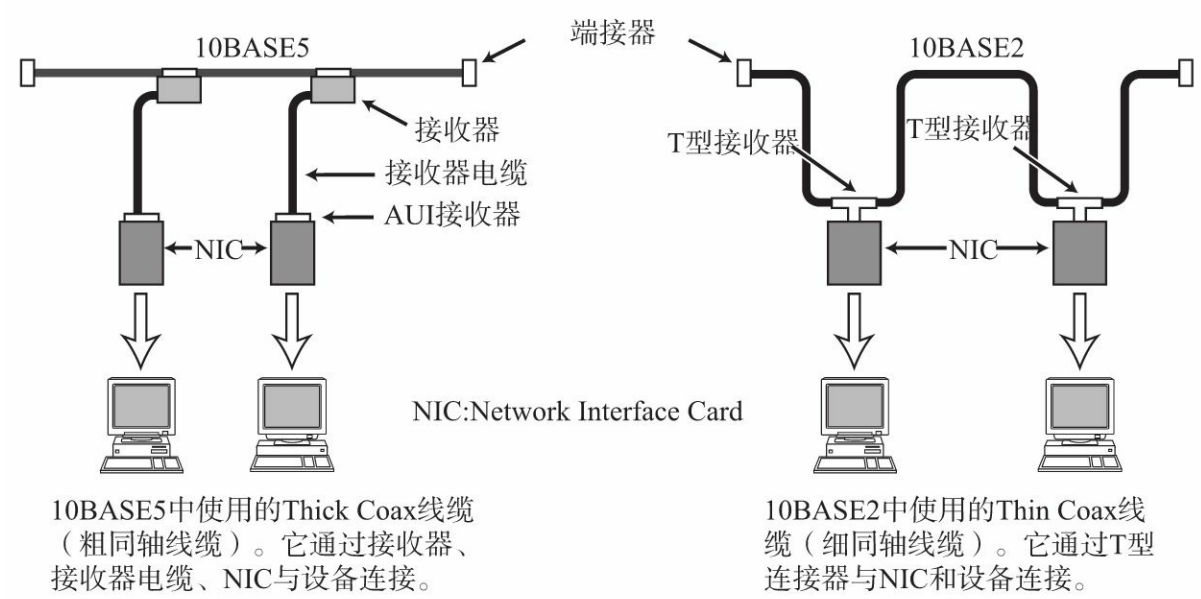 10BASE5
端接器
10BASE2
接收器
T型接收器
T型接收器
接收器电缆
AUI接收器
NIC
NIC
NIC:Network Interface Card
10BASE5中使用的Thick Coax线缆
（粗同轴线缆）。它通过接收器、
接收器电缆、NIC与设备连接。
10BASE2中使用的Thin Coax线
缆（细同轴线缆）。它通过T型
连接器与NIC和设备连接。